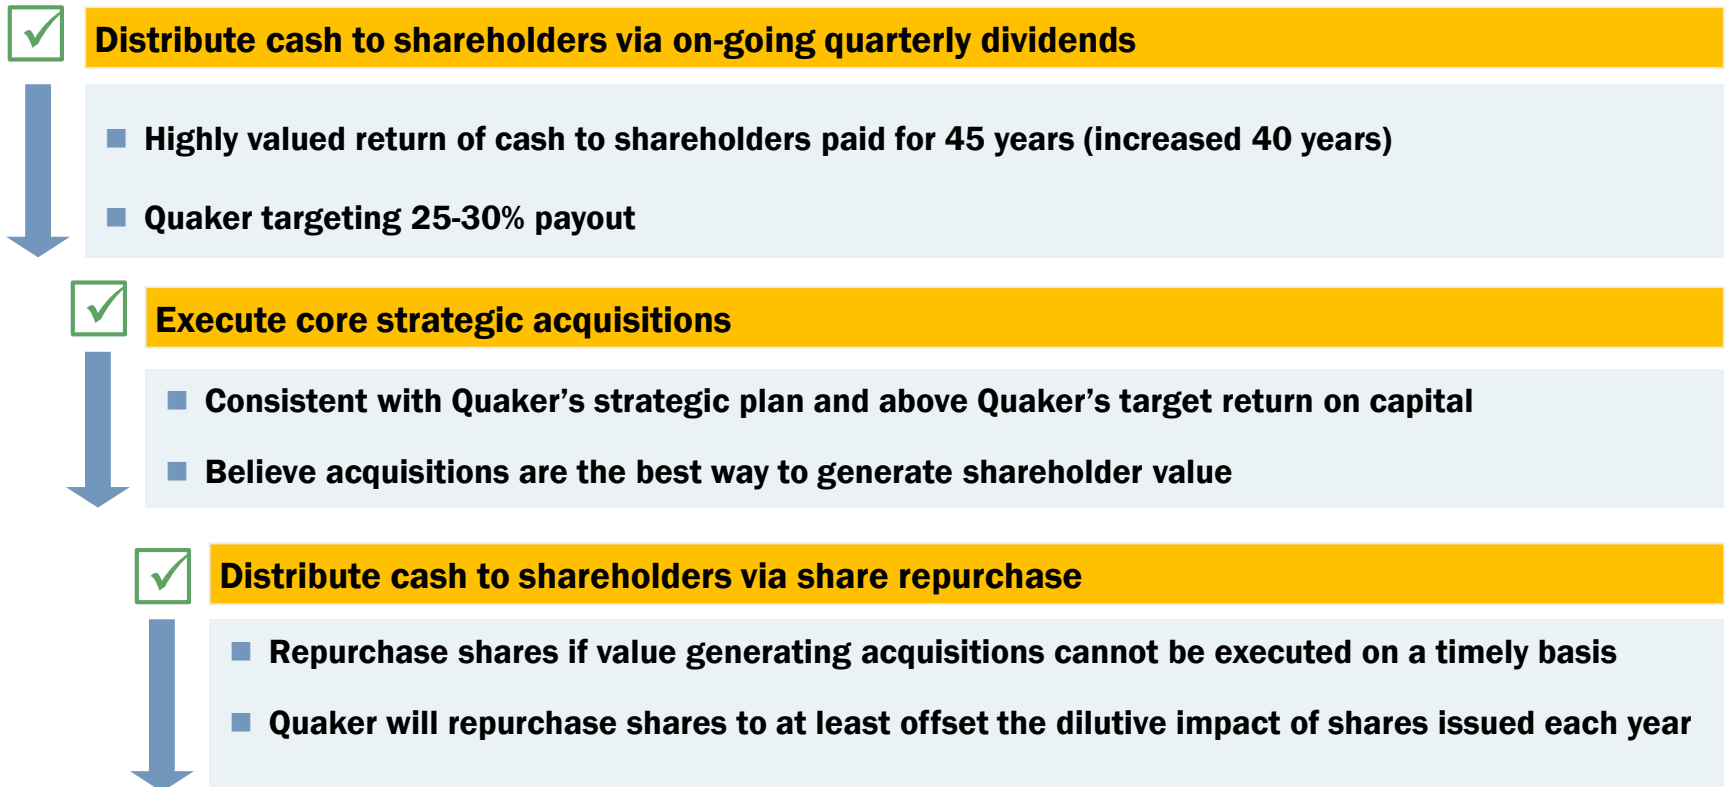 Distribute cash to shareholders via on-going quarterly dividends
Highly valued return of cash to shareholders paid for 45 years (increased 40 years)
Quaker targeting 25-30% payout
Execute core strategic acquisitions
Consistent with Quaker’s strategic plan and above Quaker’s target return on capital
Believe acquisitions are the best way to generate shareholder value
Distribute cash to shareholders via share repurchase
Repurchase shares if value generating acquisitions cannot be executed on a timely basis
Quaker will repurchase shares to at least offset the dilutive impact of shares issued each year